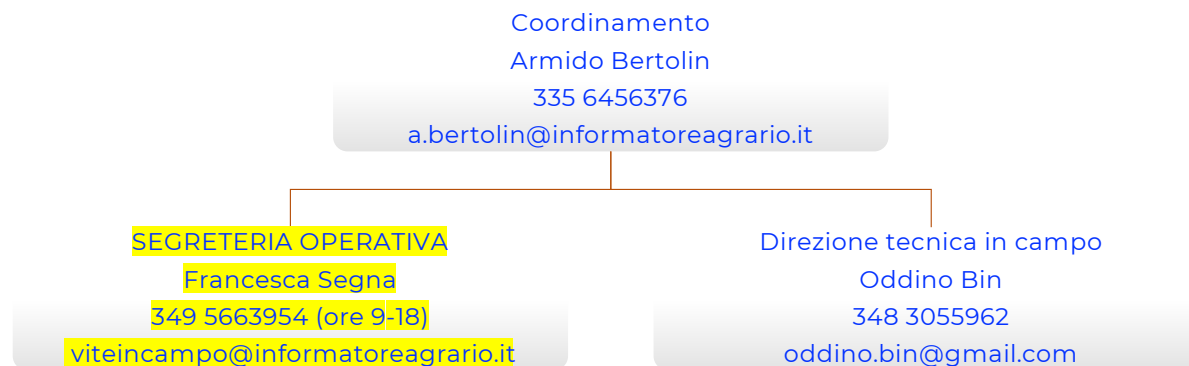 Coordinamento
Armido Bertolin
335 6456376
a.bertolin@informatoreagrario.it
SEGRETERIA OPERATIVA
Francesca Segna
349 5663954 (ore 9-18)
viteincampo@informatoreagrario.it
Direzione tecnica in campo
Oddino Bin
348 3055962
oddino.bin@gmail.com